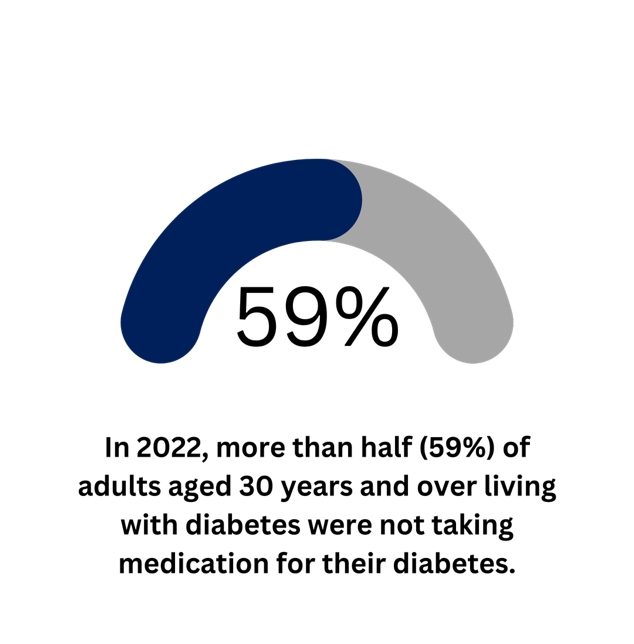 59%
In 2022, more than half (59%) of
adults aged 30 years and over living
with diabetes were not taking
medication for their diabetes.